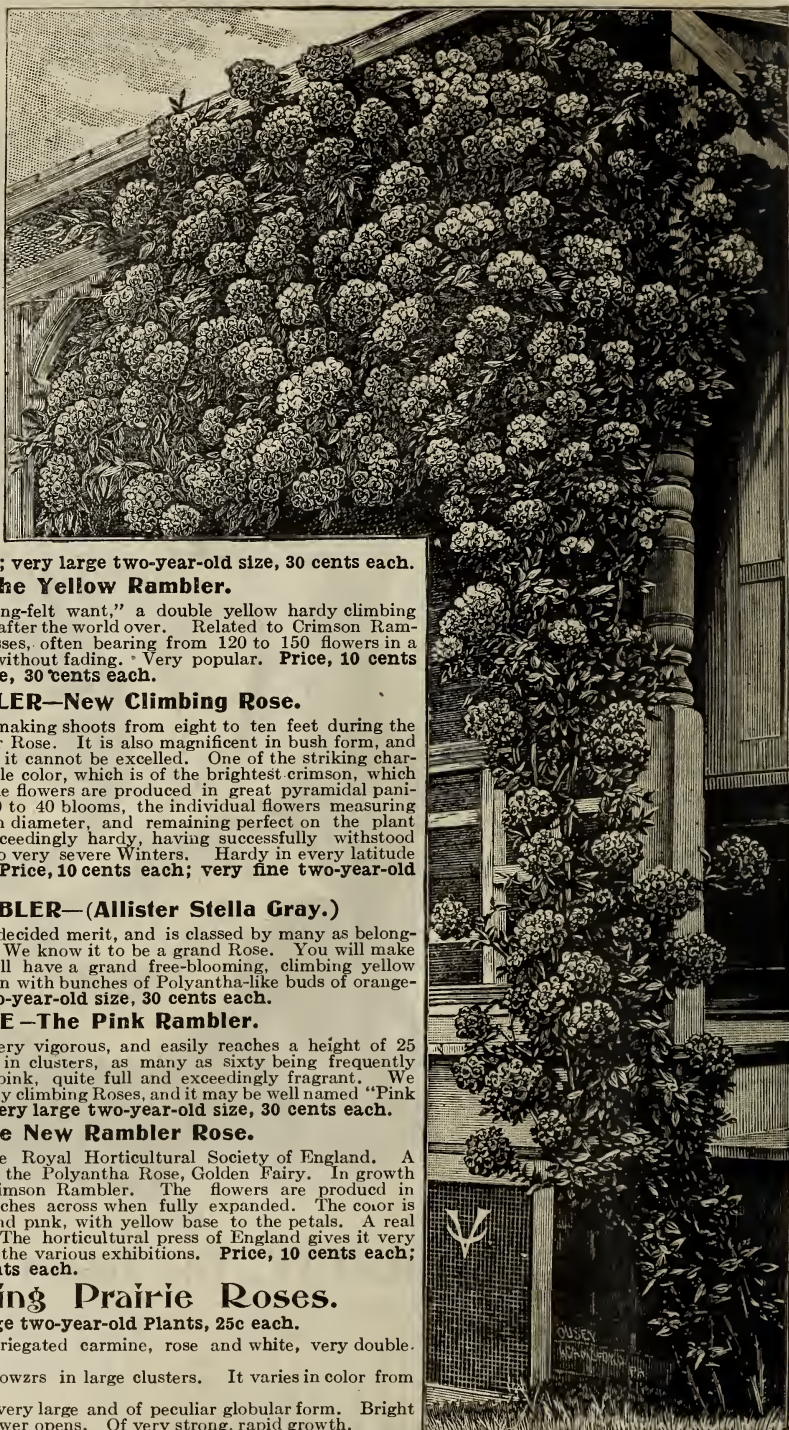 ; very large two-year-old size, 30 cents each.
he Yellow Rambler.
ng-felt want,” a double yellow hardy climbing
after the world over. Related to Crimson Ram-
sses, often bearing from 120 to 150 flowers in a
without fading. Very popular. Price, 10 cents
e, 30 cents each.
LER—New Climbing Rose.
making shoots from eight to ten feet during the
r Rose. It is also magnificent in bush form, and
it cannot be excelled. One of the striking char-
le color, which is of the brightest crimson, which
e flowers are produced in great pyramidal pani-
0 to 40 blooms, the individual flowers measuring
n diameter, and remaining perfect on the plant
ceedingly hardy, having successfully withstood
o very severe Winters. Hardy in every latitude
Price, 10 cents each; very fine two-year-old
BLER—(Allister Stella Gray.)
decided merit, and is classed by many as belong-
We know it to be a grand Rose. You will make
ll have a grand free-blooming, climbing yellow
n with bunches of Polyantha-like buds of orange-
o-year-old size, 30 cents each.
E—The Pink Rambler.
ery vigorous, and easily reaches a height of 25
in clusters, as many as sixty being frequently
pink, quite full and exceedingly fragrant. We
y climbing Roses, and it may be well named “Pink
ery large two-year-old size, 30 cents each.
e New Rambler Rose.
e Royal Horticultural Society of England. A
the Polyantha Rose, Golden Fairy. In growth
imson Rambler. The flowers are producd in
ches across when fully expanded. The color is
nd pink, with yellow base to the petals. A real
The horticultural press of England gives it very
the various exhibitions. Price, 10 cents each;
nts each.
ing Prairie Roses.
ge two-year-old Plants, 25c each.
riegated carmine, rose and white, very double.
owzrs in large clusters. It varies in color from
very large and of peculiar globular form. Bright
wer opens. Of very strong, rapid growth.